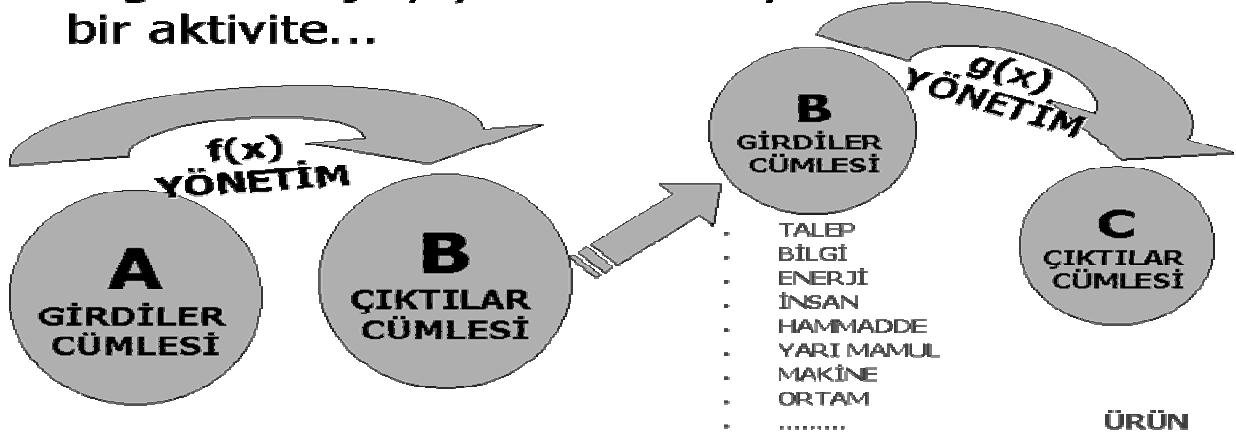 bir aktivite...
f(x)
YÖNETİM
A
GİRDİLER
CÜMLESİ
B
ÇIKTILAR
CÜMLESİ
B
GİRDİLER
CÜMLESİ
g(x)
YÖNETİM
C
ÇIKTILAR
CÜMLESİ
. TALEP
. BİLGİ
. ENERJİ
. İNSAN
. HAMMADDE
. YARI MAMUL
. MAKİNE
. ORTAM
. .........
ÜRÜN